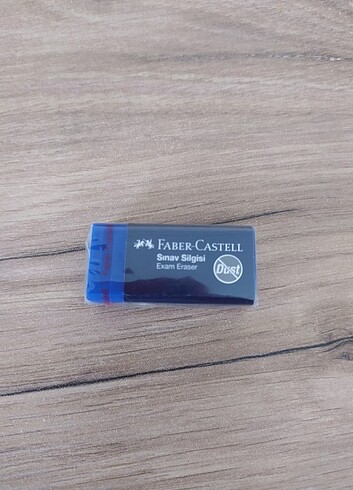 FABER-CASTELL
Sınav Silgisi
Exam Eraser
Dust